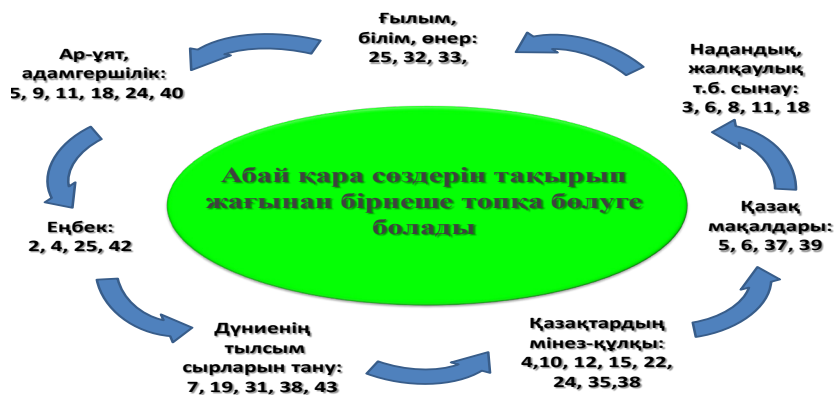 Ғылым,
білім, өнер:
25, 32, 33,
Ар-ұят,
адамгершілік:
5, 9, 11, 18, 24, 40
Еңбек:
2, 4, 25, 42
Дүниенің
тылсым
сырларын тану:
7, 19, 31, 38, 43
Қазақтардың
мінез-құлқы:
4,10, 12, 15, 22,
24, 35,38
Қазақ
мақалдары:
5, 6, 37, 39
Надандық,
жалқаулық
т.б. сынау:
3, 6, 8, 11, 18
Абай қара сөздерін тақырып
жағынан бірнеше топқа бөлуге
болады